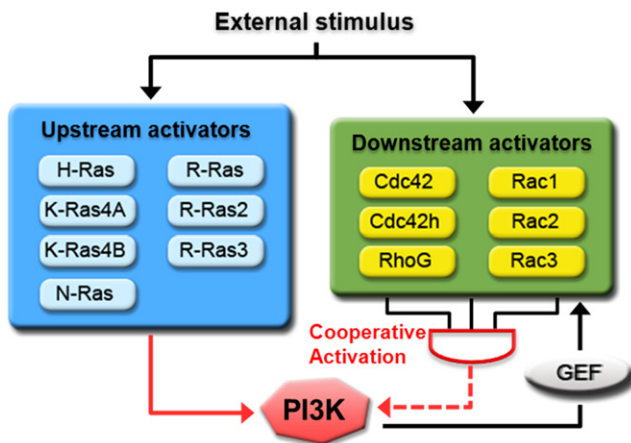 External stimulus
Upstream activators
H-Ras
R-Ras
K-Ras4A
R-Ras2
K-Ras4B
R-Ras3
N-Ras
Downstream activators
Cdc42
Rac1
Cdc42h
Rac2
RhoG
Rac3
Cooperative
Activation
GEF
PI3K